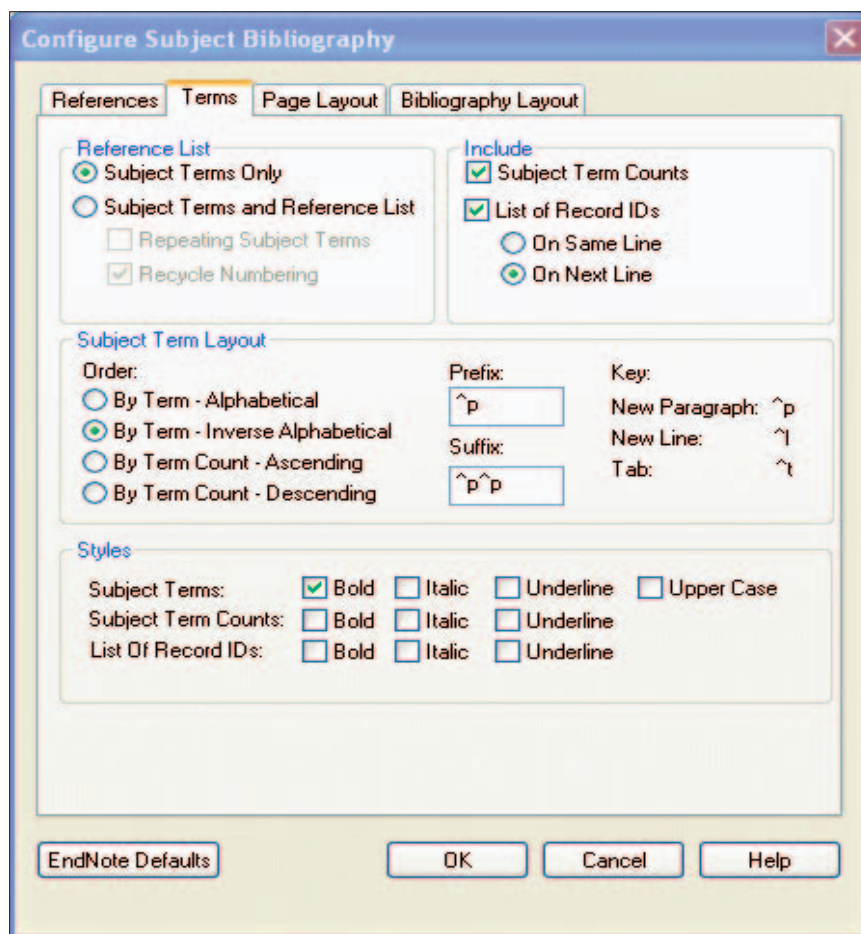 Configure Subject Bibliography
References Terms Page Layout Bibliography Layout
Reference List
Subject Terms Only
Subject Terms and Reference List
Repeating Subject Terms
Recycle Numbering
Include
Subject Term Counts
List of Record IDs
On Same Line
On Next Line
Subject Term Layout
Order:
By Term - Alphabetical
By Term - Inverse Alphabetical
By Term Count - Ascending
By Term Count - Descending
Prefix:
^p
Suffix:
^p^p
Key:
New Paragraph: ^p
New Line: ^l
Tab: ^t
Styles
Subject Terms: Bold Italic Underline Upper Case
Subject Term Counts: Bold Italic Underline
List Of Record IDs: Bold Italic Underline
EndNote Defaults OK Cancel Help